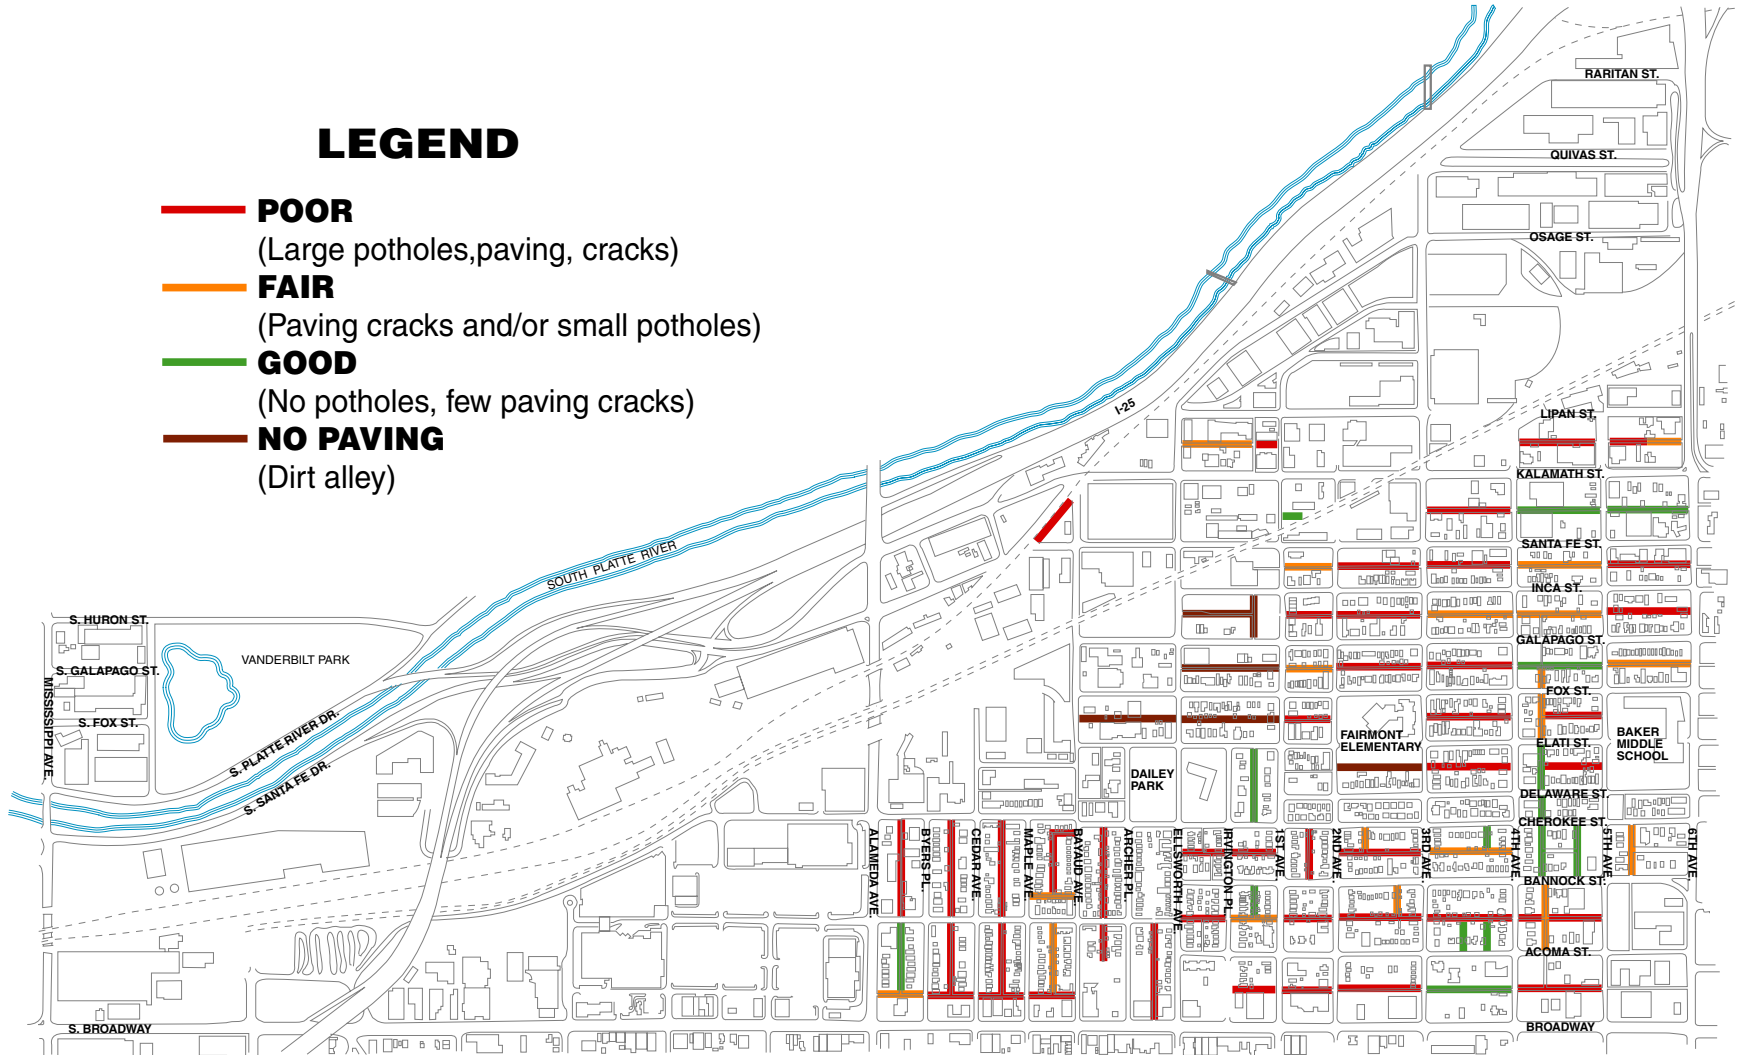 LEGEND
POOR
(Large potholes,paving, cracks)
FAIR
(Paving cracks and/or small potholes)
GOOD
(No potholes, few paving cracks)
NO PAVING
(Dirt alley)
RARITAN ST.
QUIVAS ST.
OSAGE ST.
I-25
LIPAN ST.
KALAMATH ST.
SANTA FE ST.
INCA ST.
GALAPAGO ST.
FOX ST.
ELATI ST.
DELAWARE ST.
CHEROKEE ST.
BANNOCK ST.
ACOMA ST.
BROADWAY
SOUTH PLATTE RIVER
S. HURON ST.
VANDERBILT PARK
S. GALAPAGO ST.
MISSISSIPPI AVE.
S. FOX ST.
S. PLATTE RIVER DR.
S. SANTA FE DR.
S. BROADWAY
FAIRMONT
ELEMENTARY
BAKER
MIDDLE
SCHOOL
DAILEY
PARK
ALAMEDA AVE.
BYERS PL.
CEDAR AVE.
MAPLE AVE.
BAYAUD AVE.
ARCHER PL.
ELLSWORTH AVE.
IRVINGTON PL.
1ST AVE.
2ND AVE.
3RD AVE.
4TH AVE.
5TH AVE.
6TH AVE.